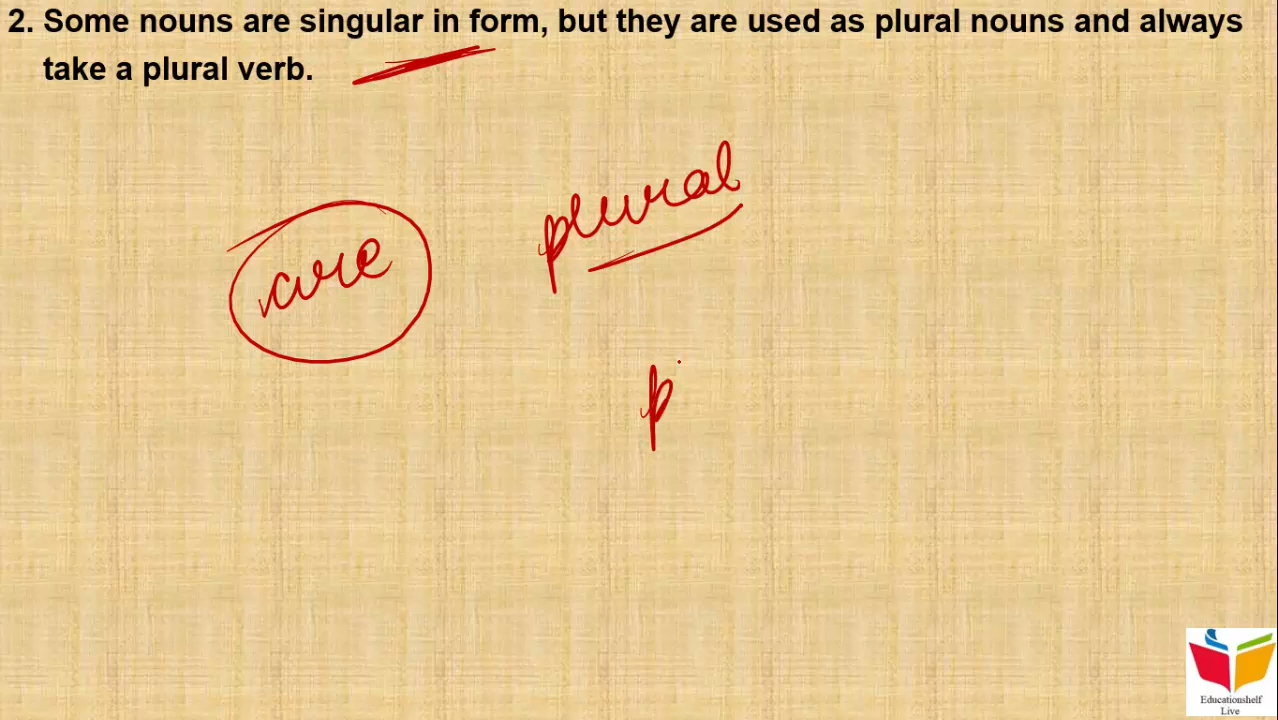 2. Some nouns are singular in form, but they are used as plural nouns and always
take a plural verb.
plural
are
p
Educationshelf
Live